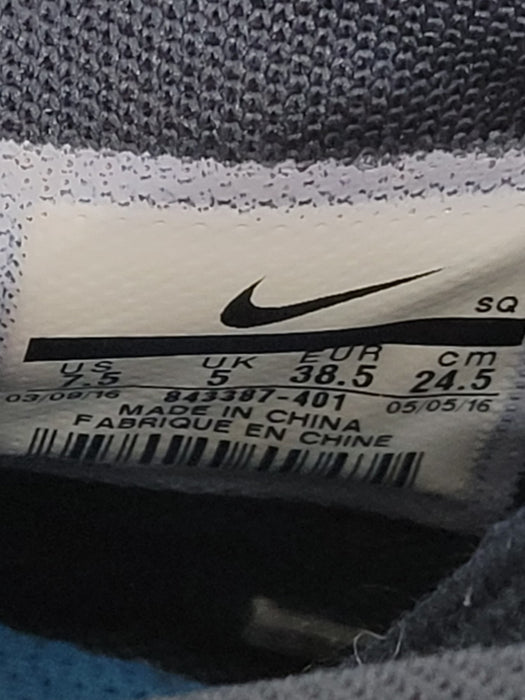 SQ
US UK EUR cm
7.5 5 38.5 24.5
03/09/16 843387-401 05/05/16
MADE IN CHINA
FABRIQUE EN CHINE